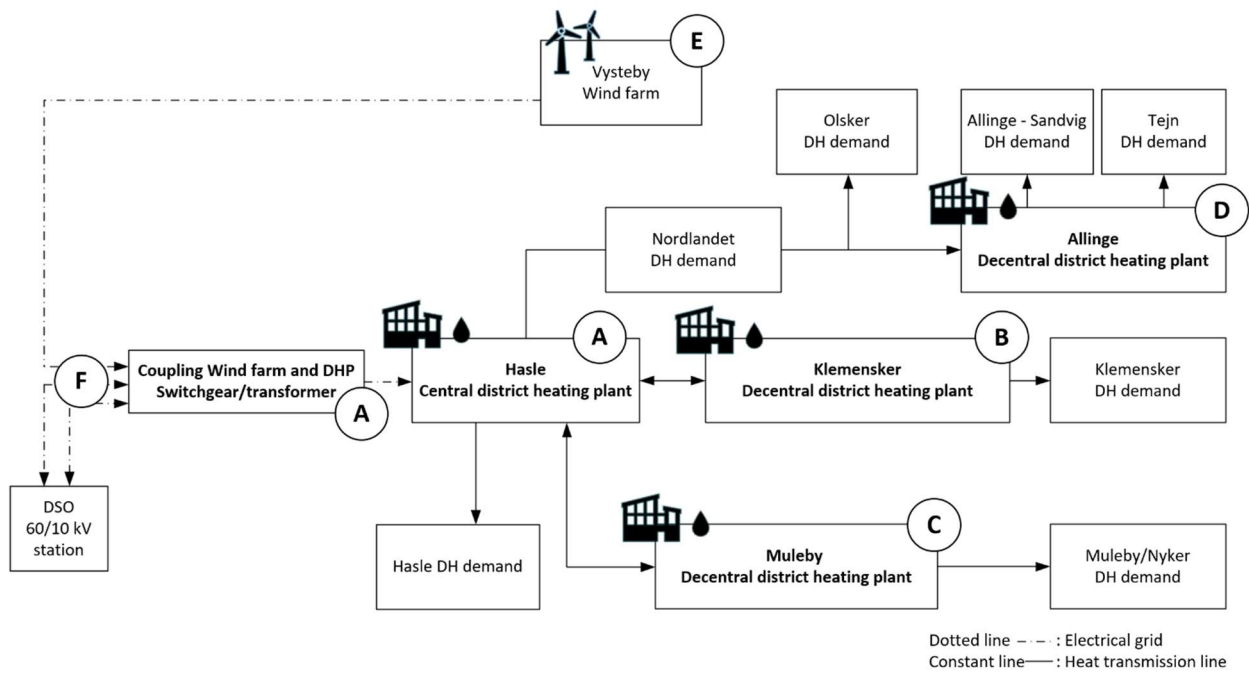 E
Vysteby
Wind farm
Olsker
DH demand
Allinge - Sandvig
DH demand
Tejn
DH demand
D
Nordlandet
DH demand
Allinge
Decentral district heating plant
F
Coupling Wind farm and DHP
Switchgear/transformer
A
A
Hasle
Central district heating plant
B
Klemensker
Decentral district heating plant
Klemensker
DH demand
DSO
60/10 kV
station
Hasle DH demand
C
Muleby
Decentral district heating plant
Muleby/Nyker
DH demand
Dotted line : Electrical grid
Constant line : Heat transmission line